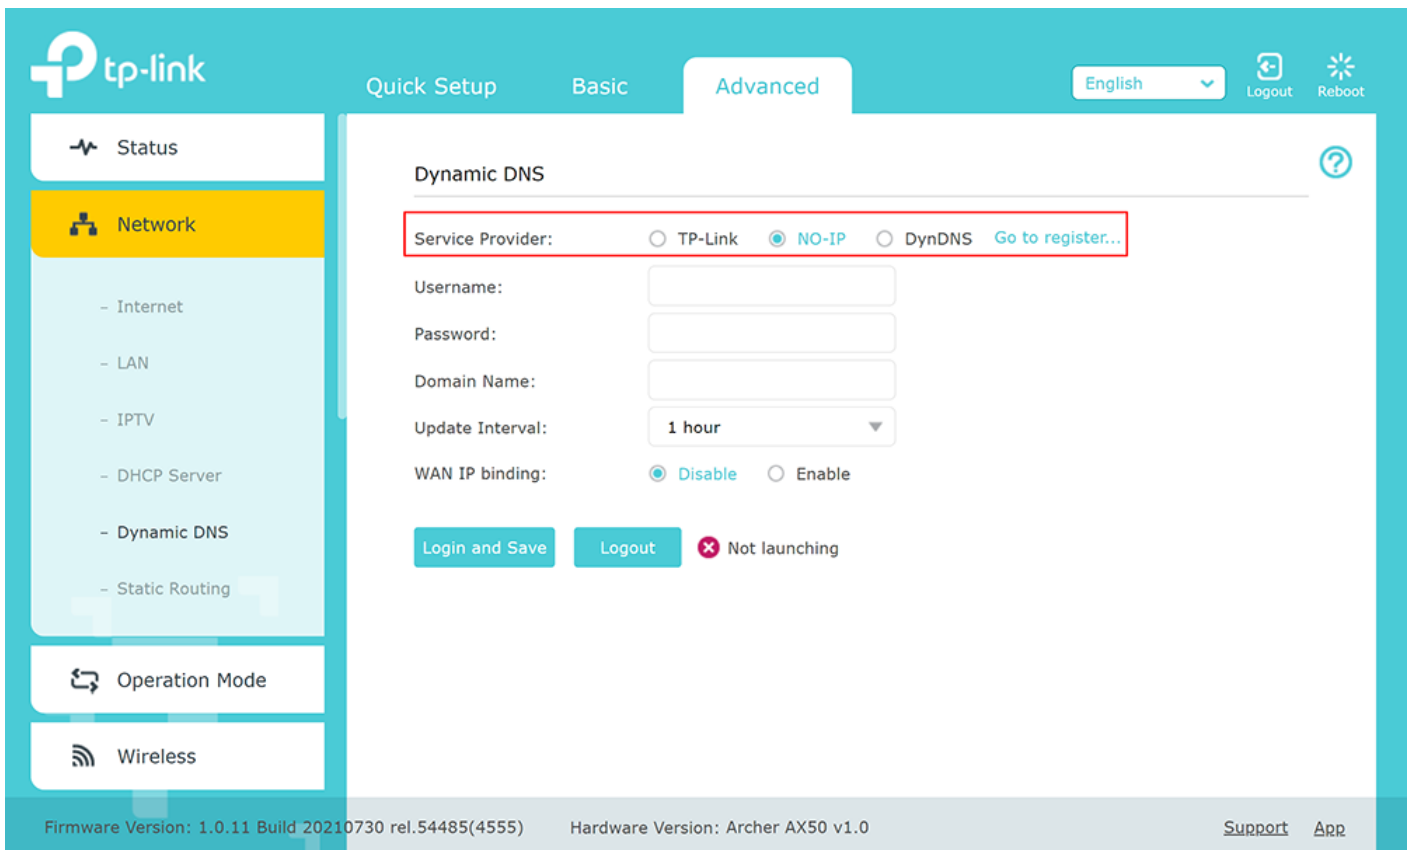 tp-link
Quick Setup Basic Advanced English Logout Reboot
Status
Network
- Internet
- LAN
- IPTV
- DHCP Server
- Dynamic DNS
- Static Routing
Operation Mode
Wireless
Dynamic DNS
?
Service Provider: TP-Link NO-IP DynDNS Go to register...
Username:
Password:
Domain Name:
Update Interval: 1 hour
WAN IP binding: Disable Enable
Login and Save Logout Not launching
Firmware Version: 1.0.11 Build 20210730 rel.54485(4555) Hardware Version: Archer AX50 v1.0 Support App